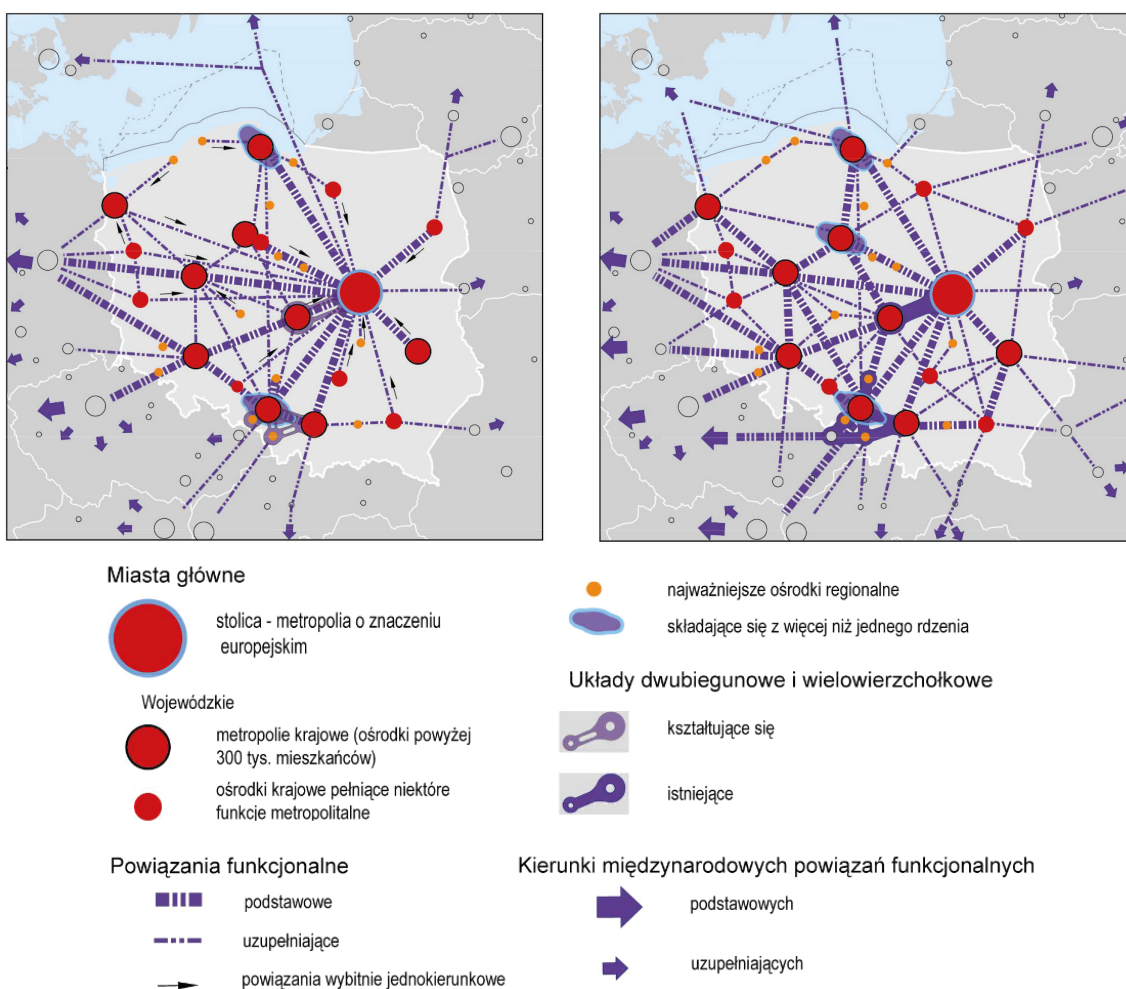 Miasta główne
stolica - metropolia o znaczeniu
europejskim
Wojewódzkie
metropolie krajowe (ośrodki powyżej
300 tys. mieszkańców)
ośrodki krajowe pełniące niektóre
funkcje metropolitalne
najważniejsze ośrodki regionalne
składające się z więcej niż jednego rdzenia
Układy dwubiegunowe i wielowierzchołkowe
kształtujące się
istniejące
Powiązania funkcjonalne
podstawowe
uzupełniające
powiązania wybitnie jednokierunkowe
Kierunki międzynarodowych powiązań funkcjonalnych
podstawowych
uzupełniających